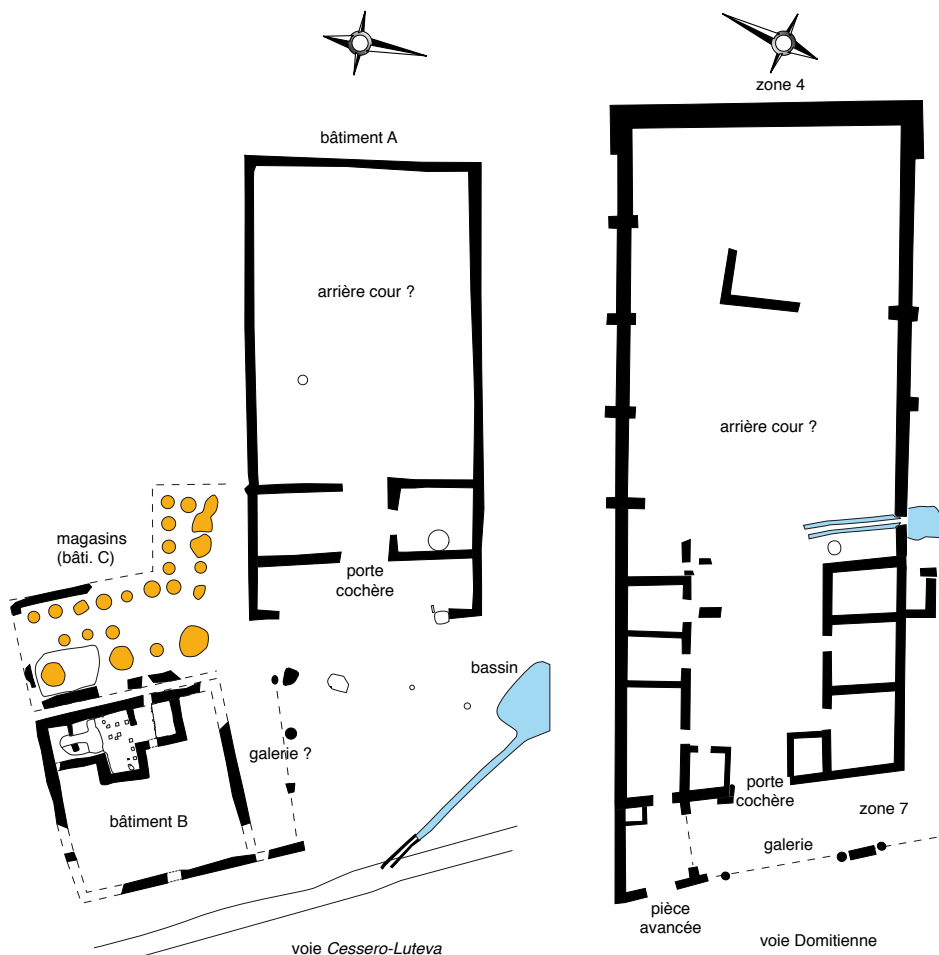 bâtiment A
arrière cour ?
magasins
(bâti. C)
porte
cochère
bassin
galerie ?
bâtiment B
voie Cessero-Luteva
zone 4
arrière cour ?
porte
cochère
zone 7
galerie
pièce
avancée
voie Domitienne